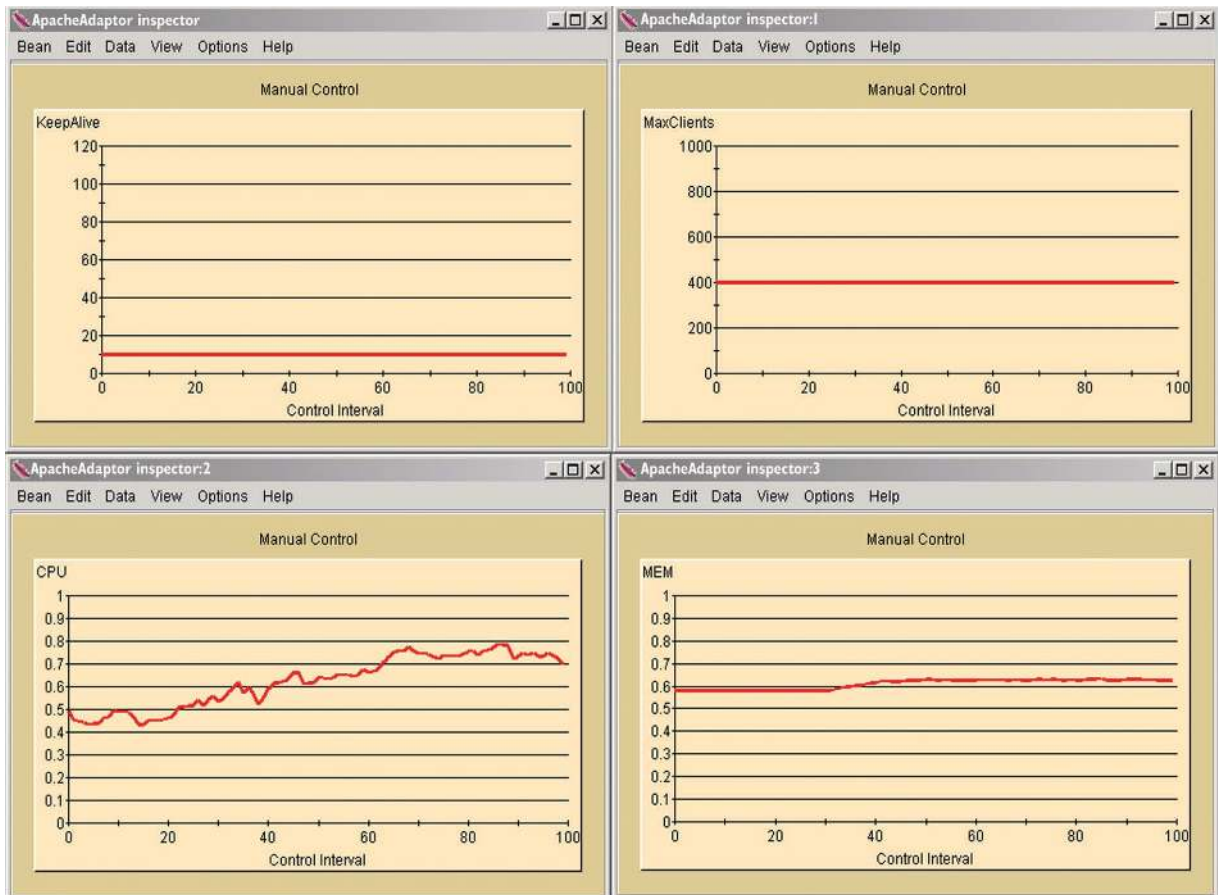 ApacheAdaptor inspector
Bean Edit Data View Options Help
Manual Control
KeepAlive
120
100
80
60
40
20
0
0 20 40 60 80 100
Control Interval
ApacheAdaptor inspector:1
Bean Edit Data View Options Help
Manual Control
MaxClients
1000
800
600
400
200
0
0 20 40 60 80 100
Control Interval
ApacheAdaptor inspector:2
Bean Edit Data View Options Help
Manual Control
CPU
1
0.9
0.8
0.7
0.6
0.5
0.4
0.3
0.2
0.1
0
0 20 40 60 80 100
Control Interval
ApacheAdaptor inspector:3
Bean Edit Data View Options Help
Manual Control
MEM
1
0.9
0.8
0.7
0.6
0.5
0.4
0.3
0.2
0.1
0
0 20 40 60 80 100
Control Interval